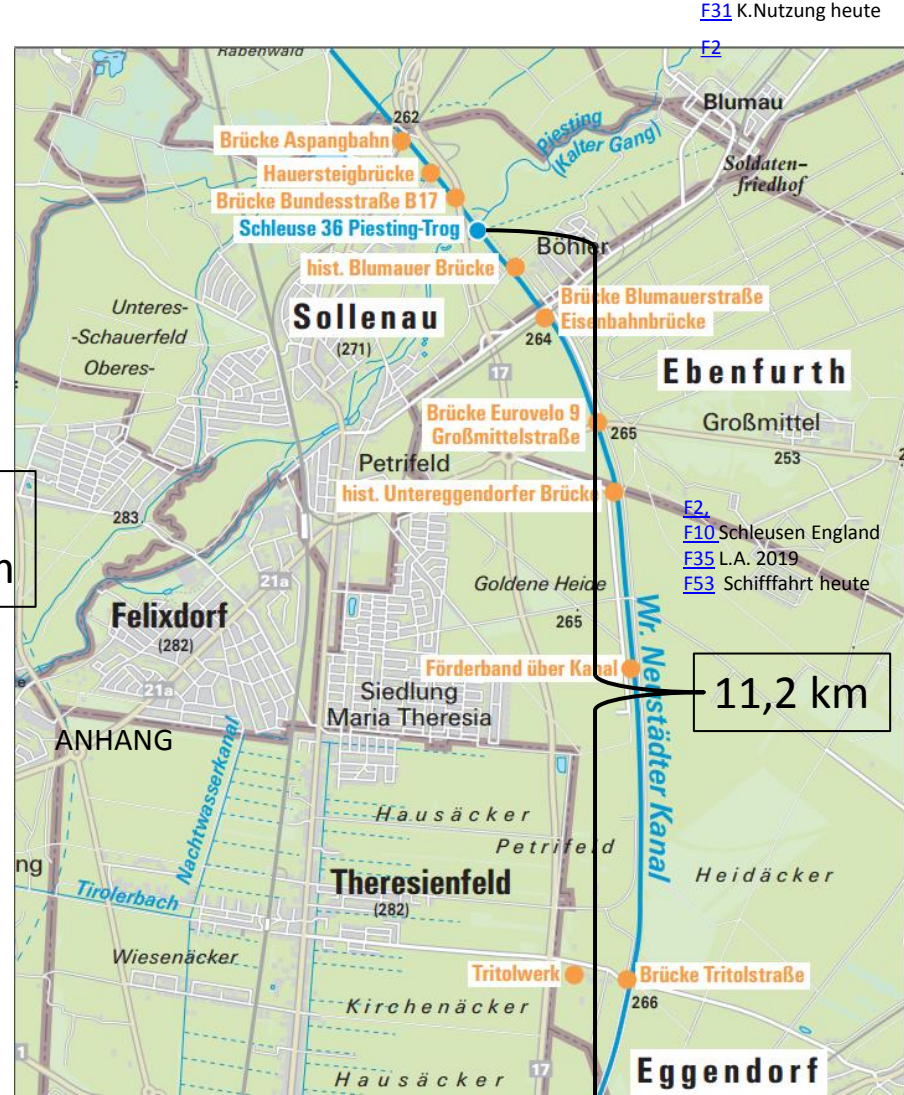 F31 K.Nutzung heute
F2
Rabenwald
262
Blumau
Piesting
(Kalter Gang)
Soldaten-
friedhof
Brücke Aspangbahn
Hauersteigbrücke
Brücke Bundesstraße B17
Schleuse 36 Piesting-Trog
Böhler
hist. Blumauer Brücke
Brücke Blumauerstraße
Eisenbahnbrücke
264
Unteres-
-Schauerfeld
Oberes-
Sollenau
(271)
17
Ebenfurth
Brücke Eurovelo 9
Großmittelstraße
265
Großmittel
253
Petrifeld
hist. Untereggendorfer Brücke
283
F2,
F10 Schleusen England
F35 L.A. 2019
F53 Schifffahrt heute
21a
Goldene Heide
265
Felixdorf
(282)
Wr. Neustädter Kanal
Förderband über Kanal
21a
Siedlung
Maria Theresia
11,2 km
ANHANG
Nachtwasserkanal
Hausäcker
Petrifeld
ng
Heidäcker
Tirolerbach
Theresienfeld
(282)
Wiesenäcker
Tritolwerk
Brücke Tritolstraße
266
Kirchenäcker
1
17
Hausäcker
Eggendorf